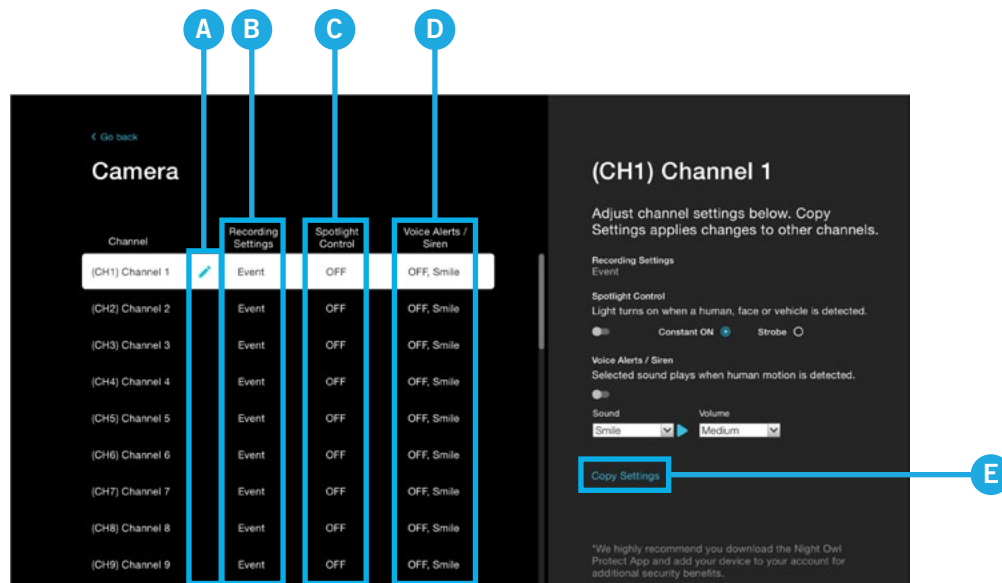 A B C D
< Go back
Camera
Channel Recording Settings Spotlight Control Voice Alerts / Siren
(CH1) Channel 1 Event OFF OFF, Smile
(CH2) Channel 2 Event OFF OFF, Smile
(CH3) Channel 3 Event OFF OFF, Smile
(CH4) Channel 4 Event OFF OFF, Smile
(CH5) Channel 5 Event OFF OFF, Smile
(CH6) Channel 6 Event OFF OFF, Smile
(CH7) Channel 7 Event OFF OFF, Smile
(CH8) Channel 8 Event OFF OFF, Smile
(CH9) Channel 9 Event OFF OFF, Smile
(CH1) Channel 1
Adjust channel settings below. Copy
Settings applies changes to other channels.
Recording Settings
Event
Spotlight Control
Light turns on when a human, face or vehicle is detected.
Constant ON Strobe
Voice Alerts / Siren
Selected sound plays when human motion is detected.
Sound Volume
Smile Medium
Copy Settings
E
*We highly recommend you download the Night Owl
Protect App and add your device to your account for
additional security benefits.